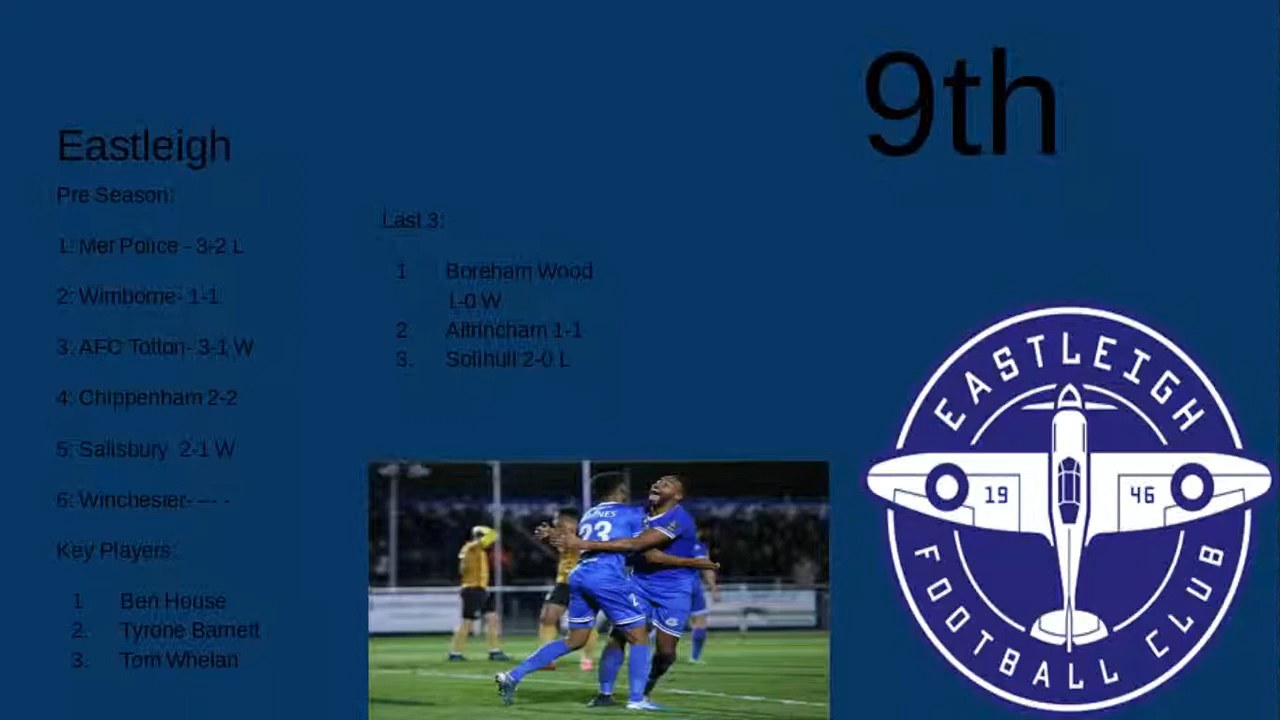 9th
Eastleigh
Pre Season:
1: Met Police - 3-2 L
2: Wimborne- 1-1
3: AFC Totton- 3-1 W
4: Chippenham 2-2
5: Salisbury 2-1 W
6: Winchester- -- -
Key Players:
1 Ben House
2. Tyrone Barnett
3. Tom Whelan
Last 3:
1 Boreham Wood
1-0 W
2. Altrincham 1-1
3. Solihull 2-0 L
23
2
EASTLEIGH
19 46
FOOTBALL CLUB